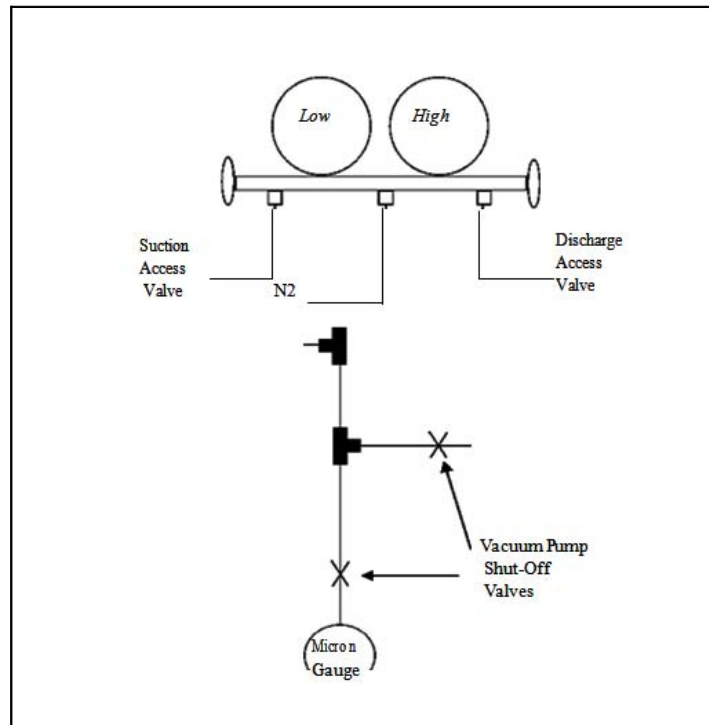 Low
High
Suction
Access
Valve
N2
Discharge
Access
Valve
Vacuum Pump
Shut-Off
Valves
Micron
Gauge